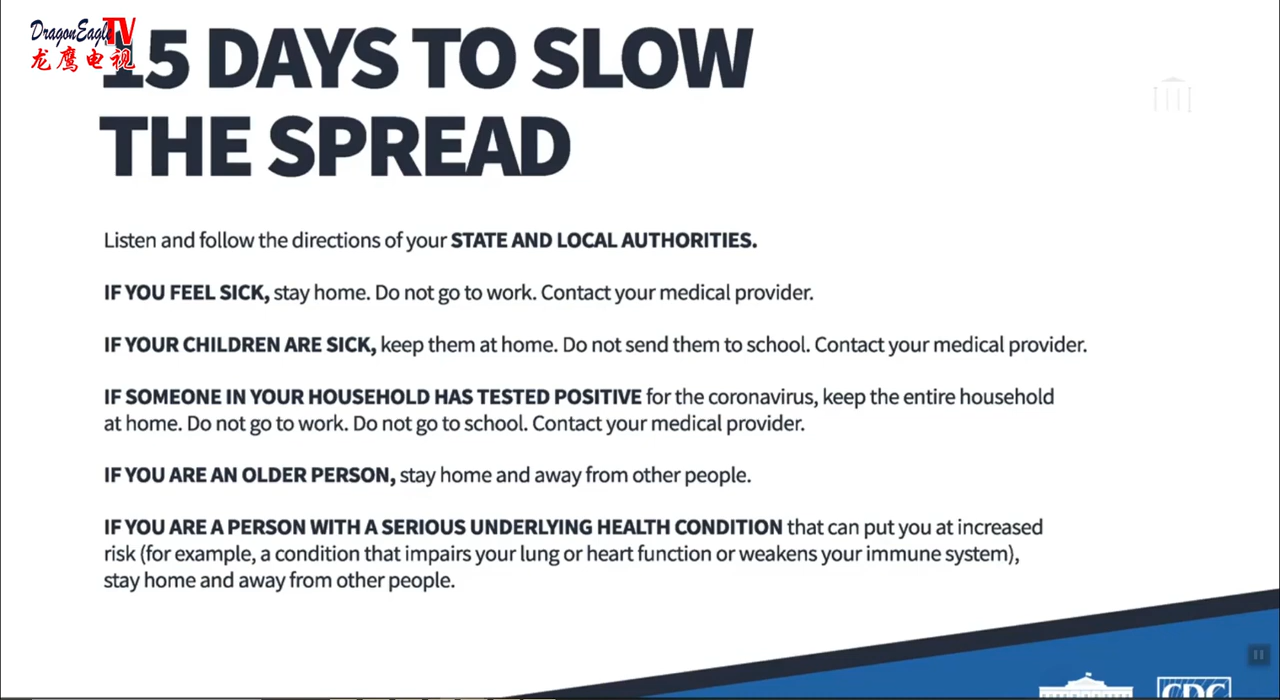 DragonEagle TV
龙鹰电视
15 DAYS TO SLOW
THE SPREAD
Listen and follow the directions of your STATE AND LOCAL AUTHORITIES.
IF YOU FEEL SICK, stay home. Do not go to work. Contact your medical provider.
IF YOUR CHILDREN ARE SICK, keep them at home. Do not send them to school. Contact your medical provider.
IF SOMEONE IN YOUR HOUSEHOLD HAS TESTED POSITIVE for the coronavirus, keep the entire household
at home. Do not go to work. Do not go to school. Contact your medical provider.
IF YOU ARE AN OLDER PERSON, stay home and away from other people.
IF YOU ARE A PERSON WITH A SERIOUS UNDERLYING HEALTH CONDITION that can put you at increased
risk (for example, a condition that impairs your lung or heart function or weakens your immune system),
stay home and away from other people.
CDC